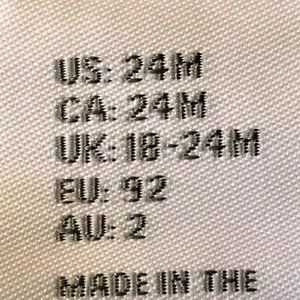 US: 24M
CA: 24M
UK: 18-24M
EU: 92
AU: 2
MADE IN THE